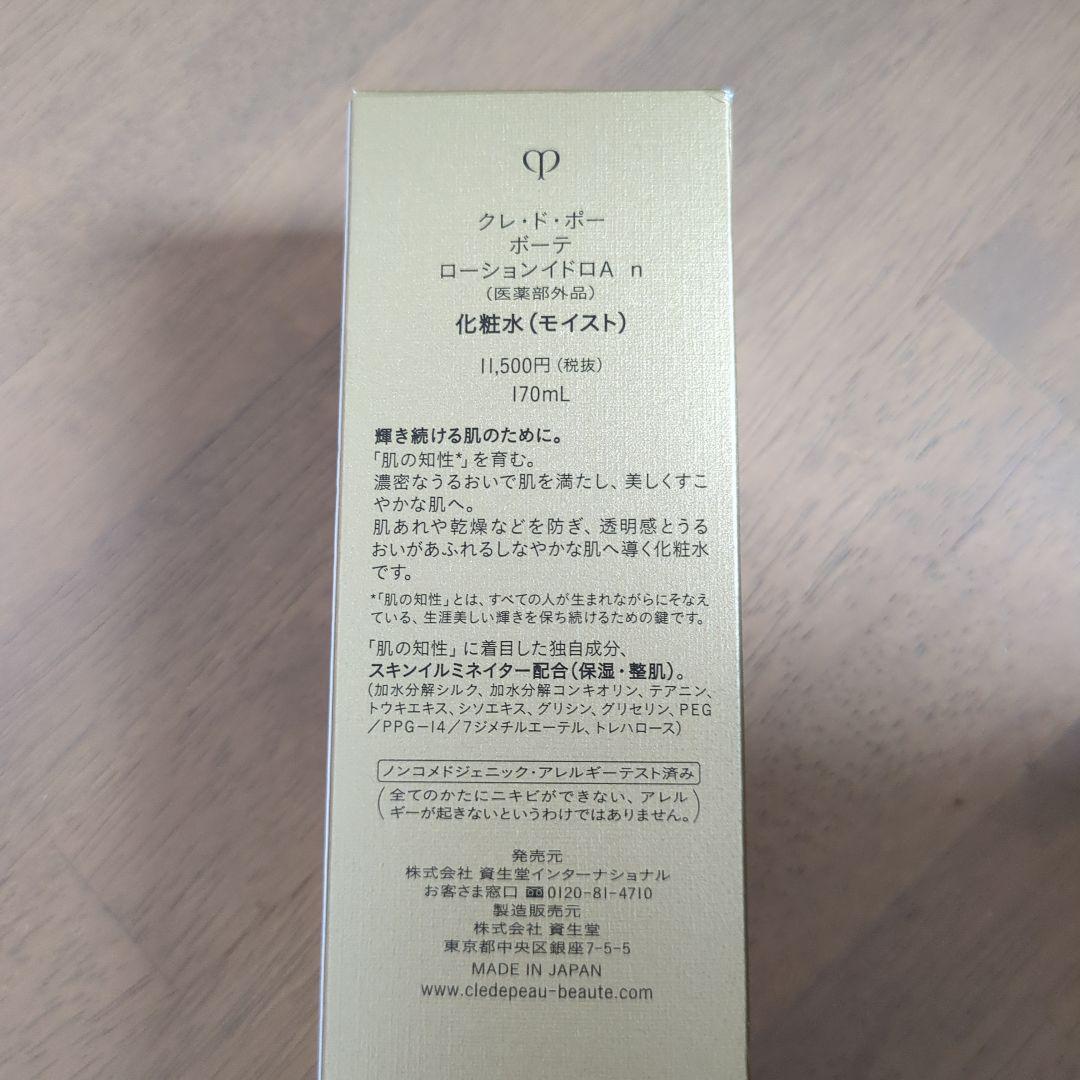 クレ・ド・ポー
ボーテ
ローションイドロA n
（医薬部外品）
化粧水（モイスト）
11,500円（税抜）
170mL
輝き続ける肌のために。
「肌の知性*」を育む。
濃密なうるおいで肌を満たし、美しくすこ
やかな肌へ。
肌あれや乾燥などを防ぎ、透明感とうる
おいがあふれるしなやかな肌へ導く化粧水
です。
*「肌の知性」とは、すべての人が生まれながらにそなえ
ている、生涯美しい輝きを保ち続けるための鍵です。
「肌の知性」に着目した独自成分、
スキンイルミネイター配合（保湿・整肌）。
（加水分解シルク、加水分解コンキオリン、テアニン、
トウキエキス、シソエキス、グリシン、グリセリン、PEG
／PPG－14／7ジメチルエーテル、トレハロース）
ノンコメドジェニック・アレルギーテスト済み
（全てのかたにニキビができない、アレル
ギーが起きないというわけではありません。）
発売元
株式会社 資生堂インターナショナル
お客さま窓口 0120-81-4710
製造販売元
株式会社 資生堂
東京都中央区銀座7-5-5
MADE IN JAPAN
www.cledepeau-beaute.com